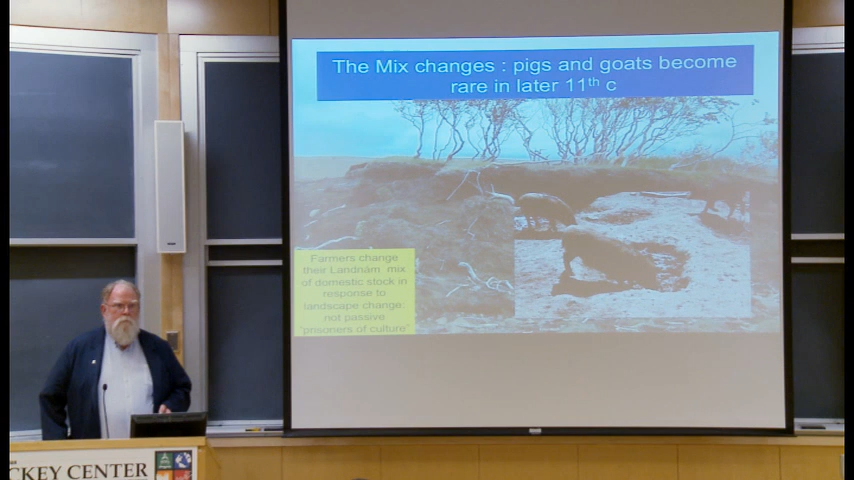 The Mix changes : pigs and goats become
rare in later 11th c
Farmers change
their Landnám mix
of domestic stock in
response to
landscape change:
not passive
"prisoners of culture"
CKEY CENTER